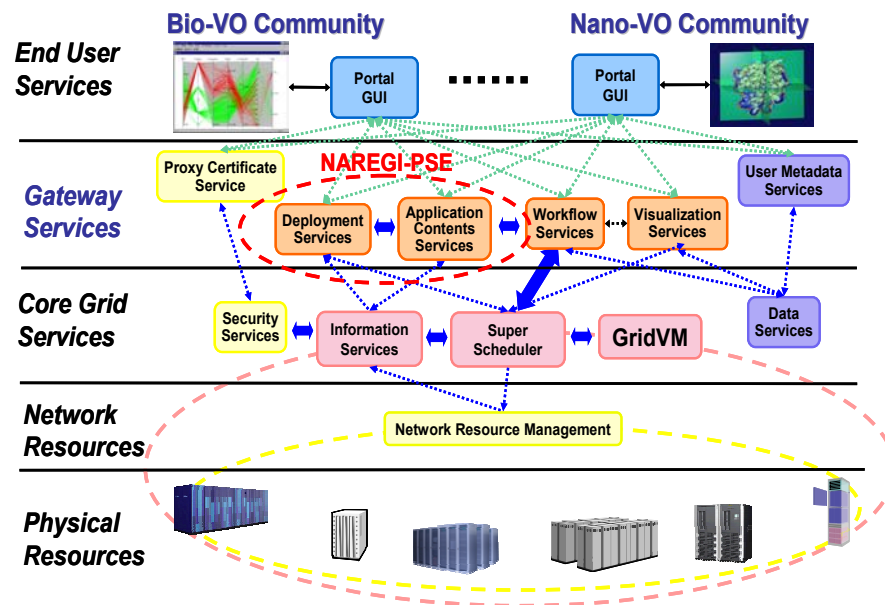 Bio-VO Community
Nano-VO Community
End User
Services
Portal
GUI
Portal
GUI
Gateway
Services
Proxy Certificate
Service
NAREGI-PSE
User Metadata
Services
Deployment
Services
Application
Contents
Services
Workflow
Services
Visualization
Services
Core Grid
Services
Security
Services
Information
Services
Super
Scheduler
GridVM
Data
Services
Network
Resources
Network Resource Management
Physical
Resources